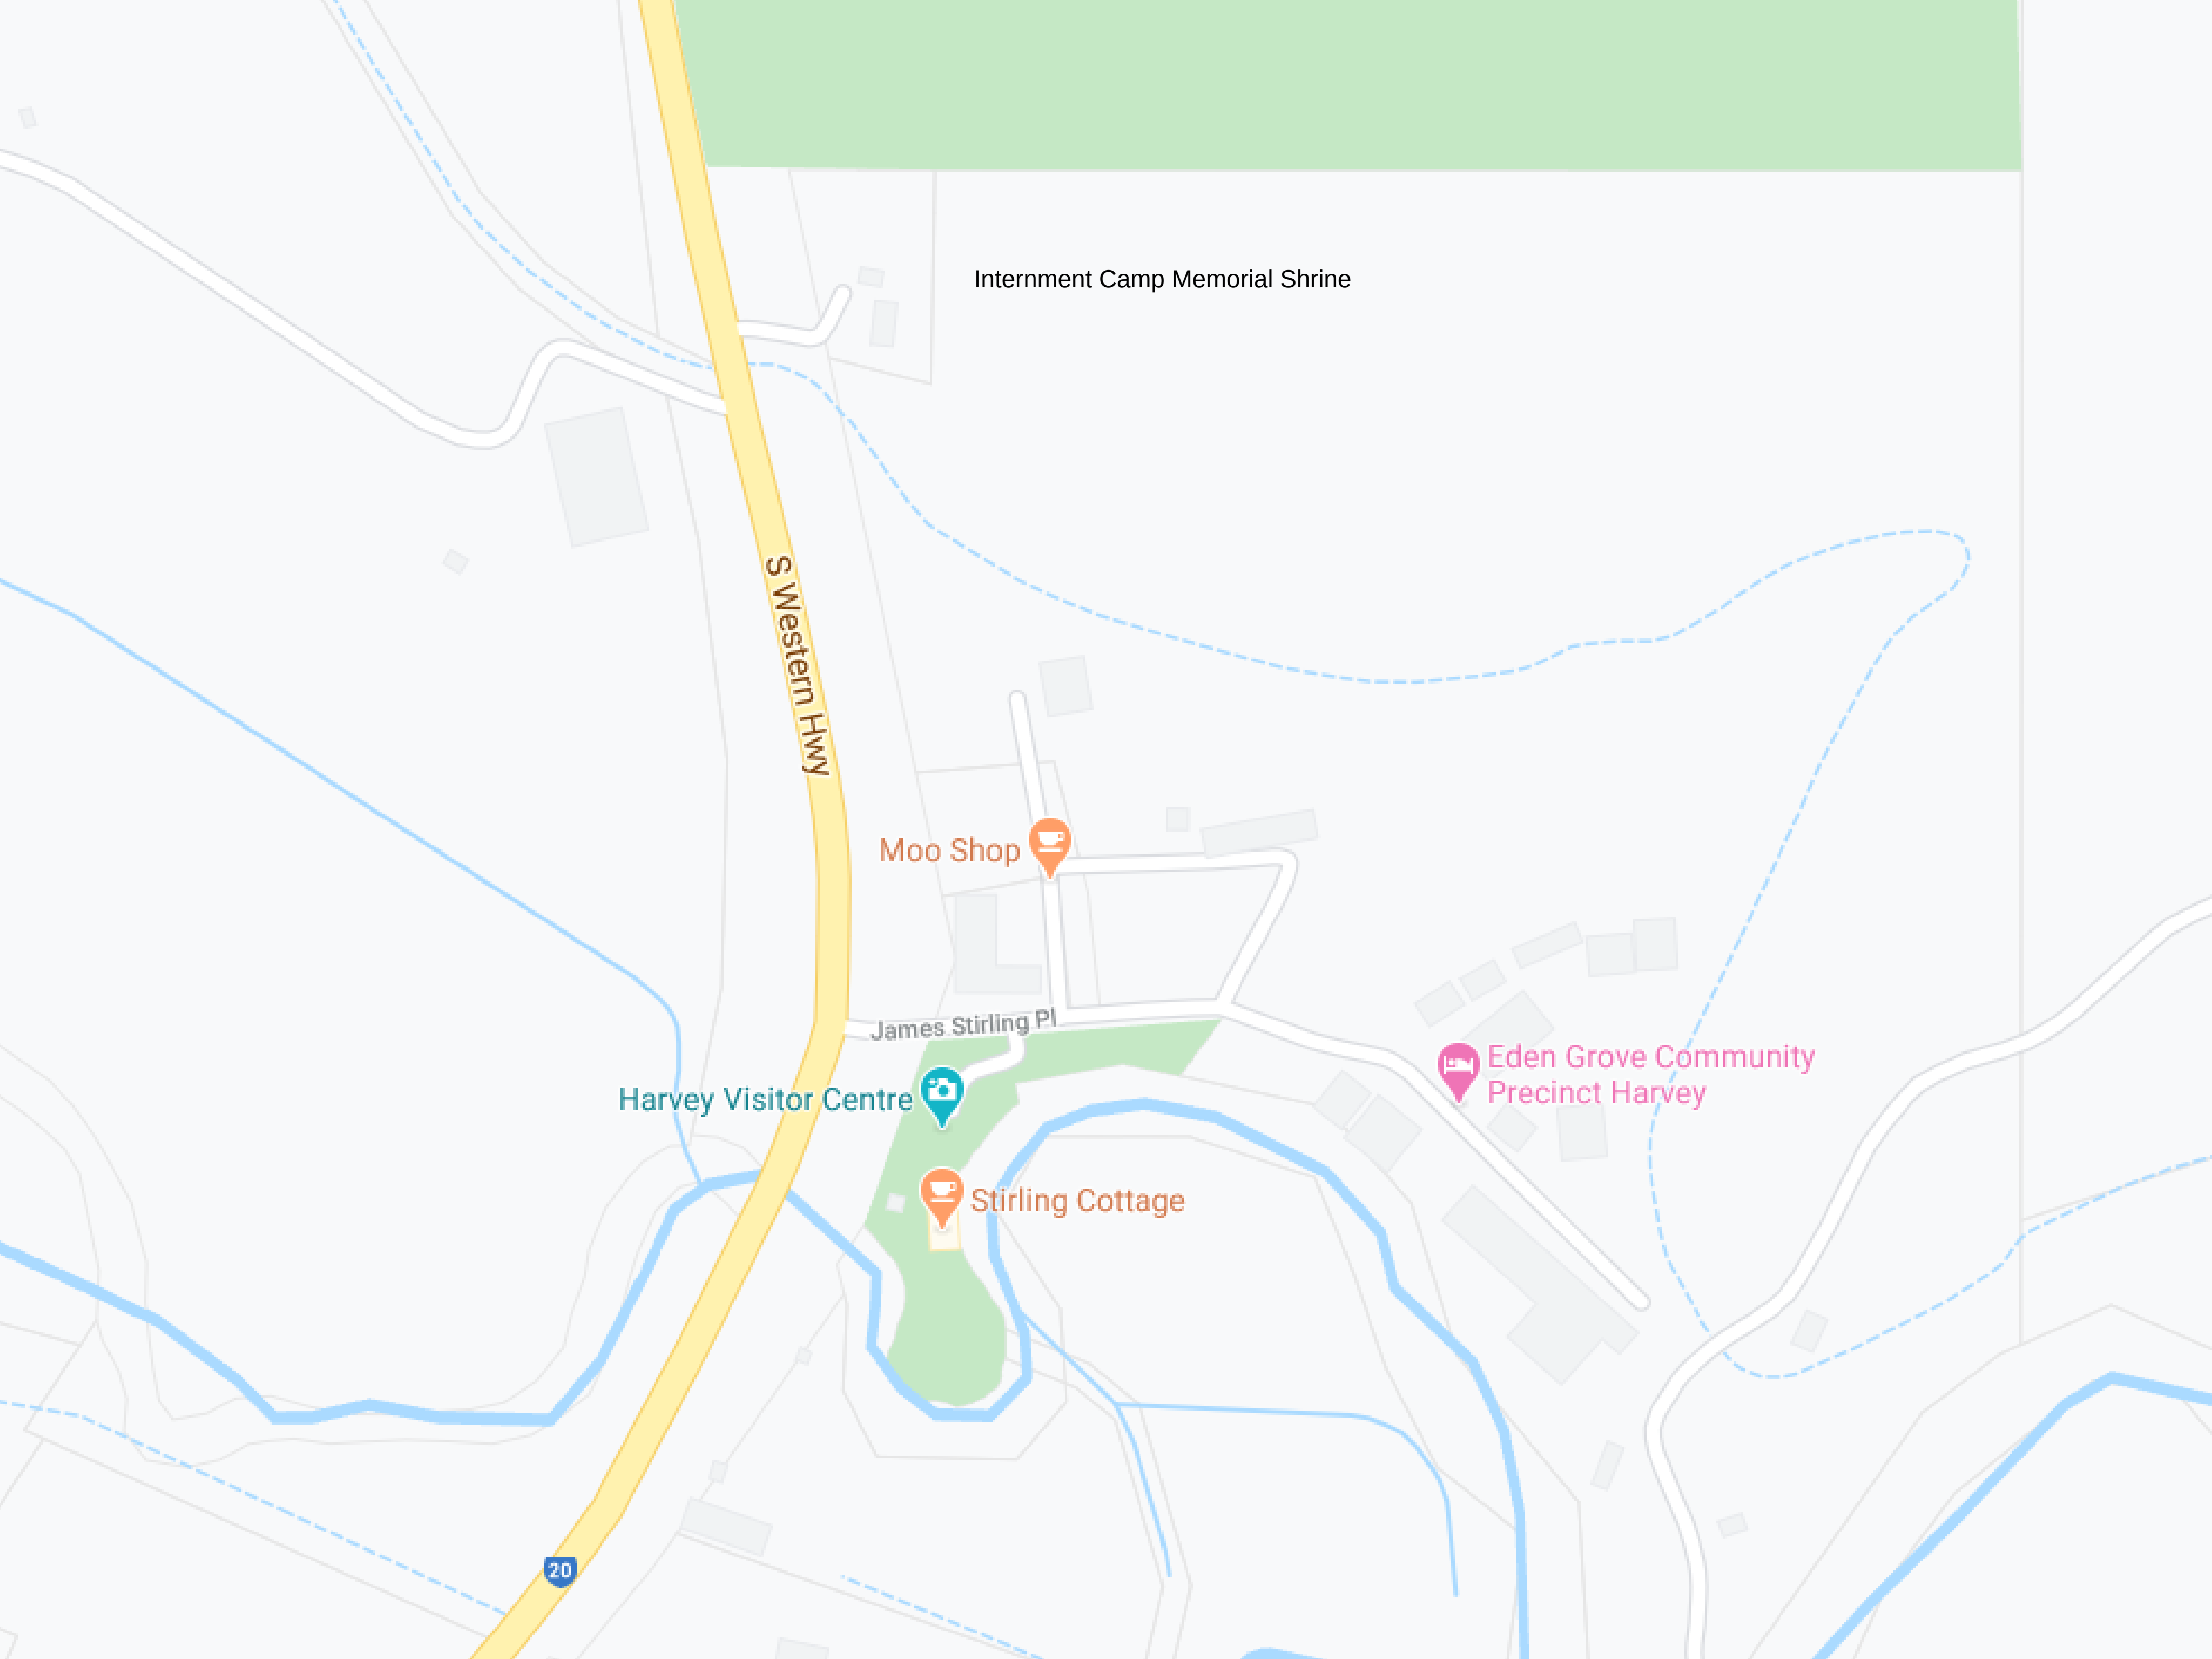 Internment Camp Memorial Shrine
S Western Hwy
Moo Shop
James Stirling Pl
Eden Grove Community
Precinct Harvey
Harvey Visitor Centre
Stirling Cottage
20